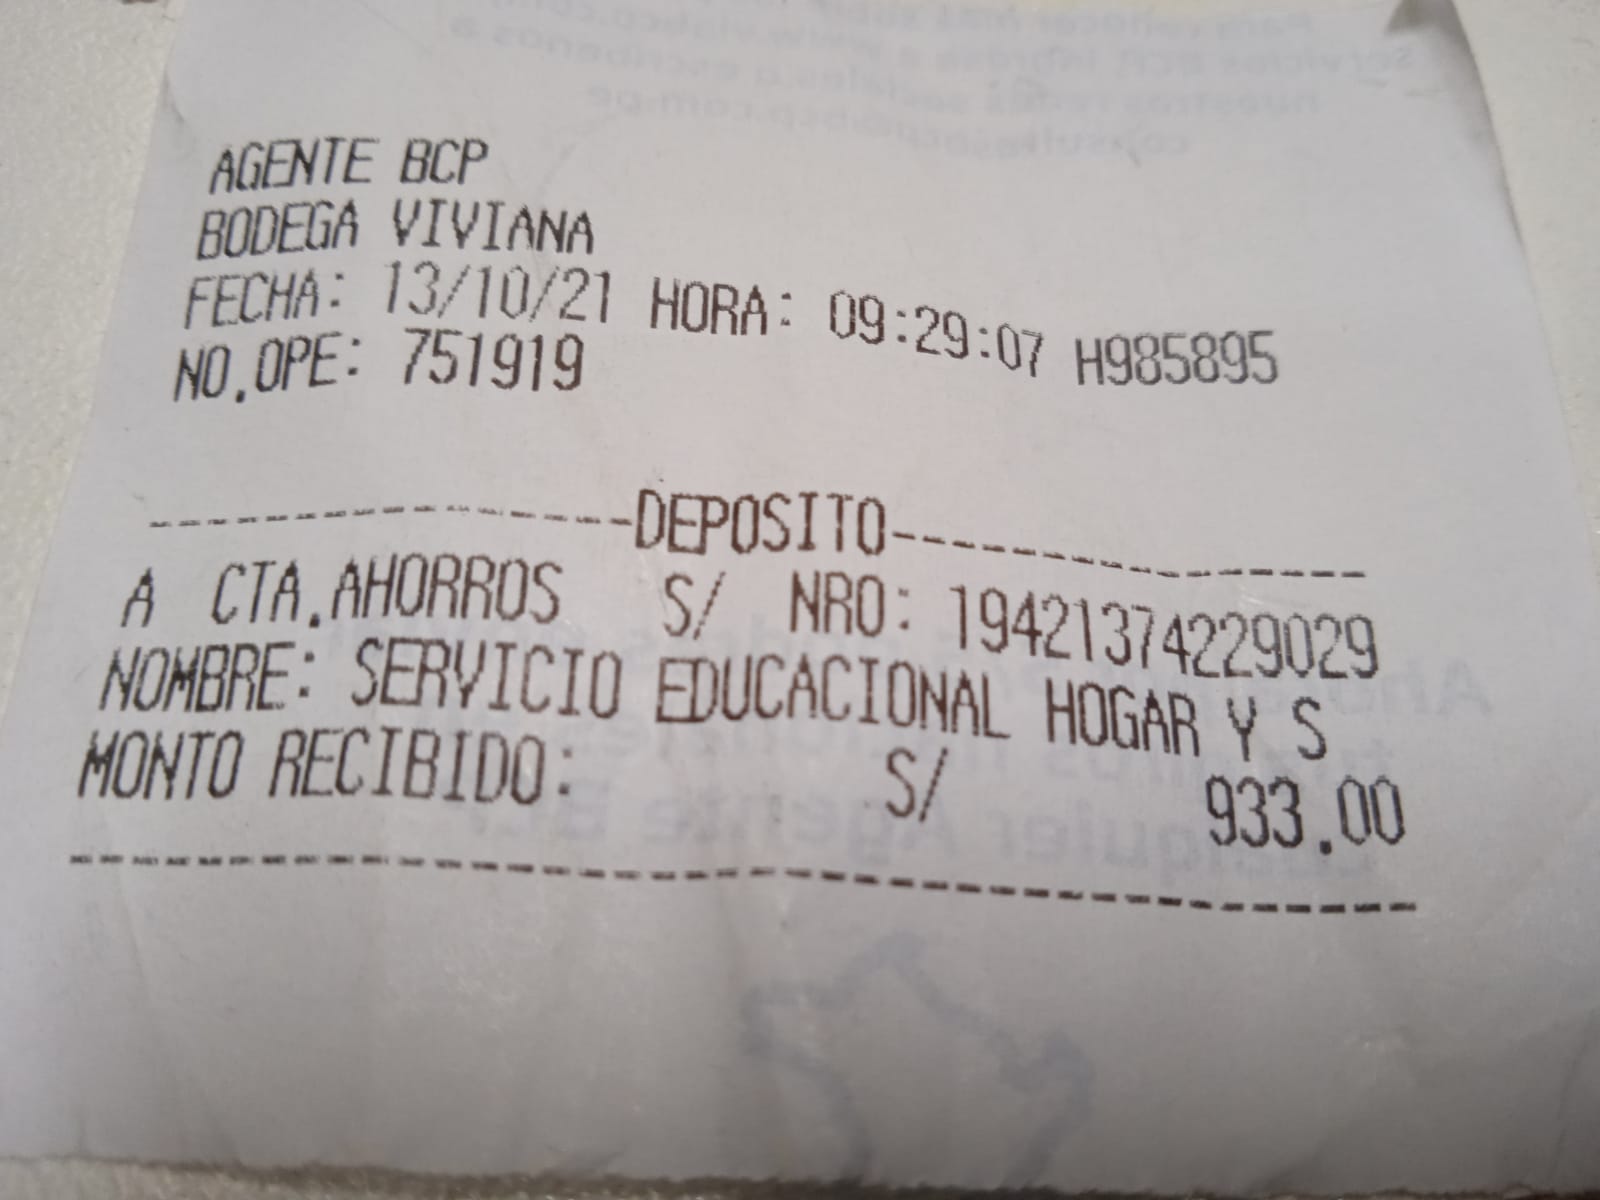 AGENTE BCP
BODEGA VIVIANA
FECHA: 13/10/21 HORA: 09:29:07 H985895
NO.OPE: 751919
---------------DEPOSITO---------------
A CTA.AHORROS S/ NRO: 19421374229029
NOMBRE: SERVICIO EDUCACIONAL HOGAR Y S
MONTO RECIBIDO: S/ 933.00